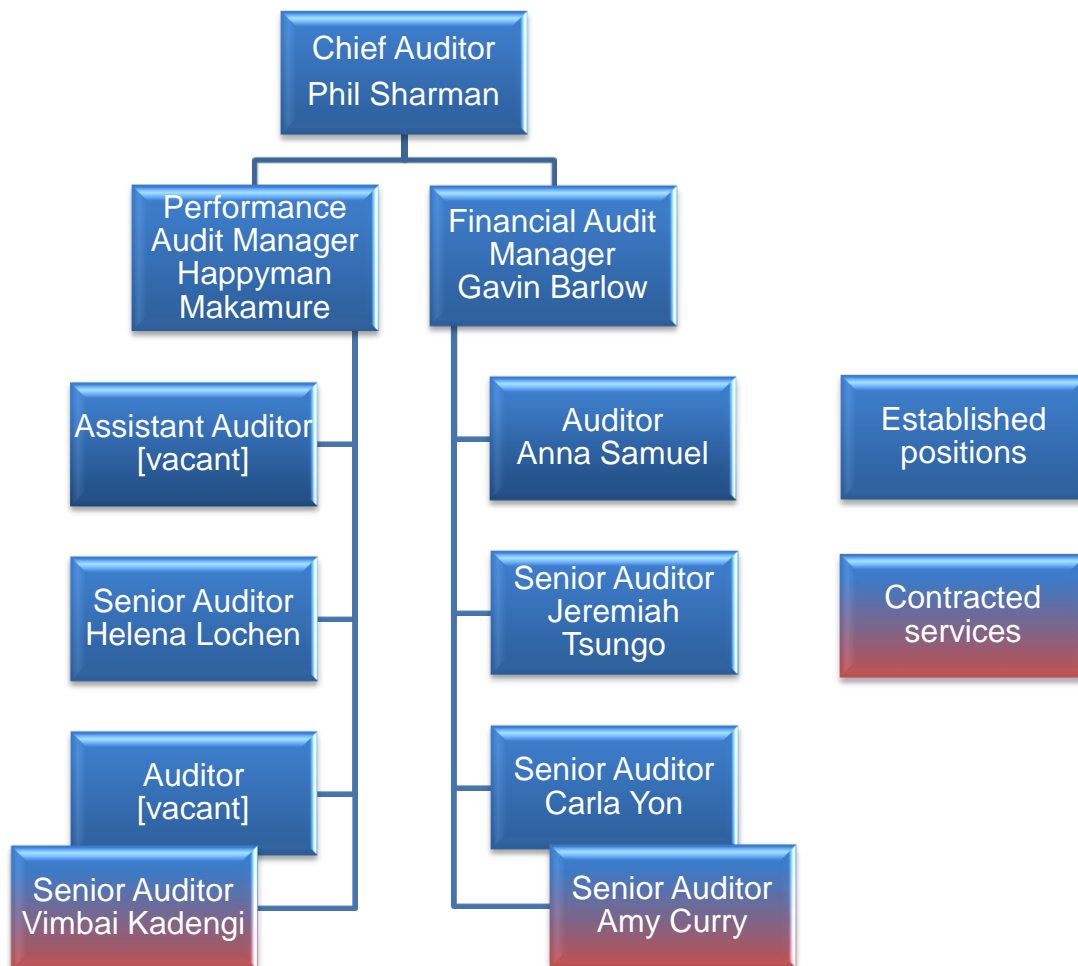 Chief Auditor
Phil Sharman
Performance
Audit Manager
Happyman
Makamure
Financial Audit
Manager
Gavin Barlow
Assistant Auditor
[vacant]
Auditor
Anna Samuel
Established
positions
Senior Auditor
Helena Lochen
Senior Auditor
Jeremiah
Tsungo
Contracted
services
Auditor
[vacant]
Senior Auditor
Carla Yon
Senior Auditor
Vimbai Kadengi
Senior Auditor
Amy Curry